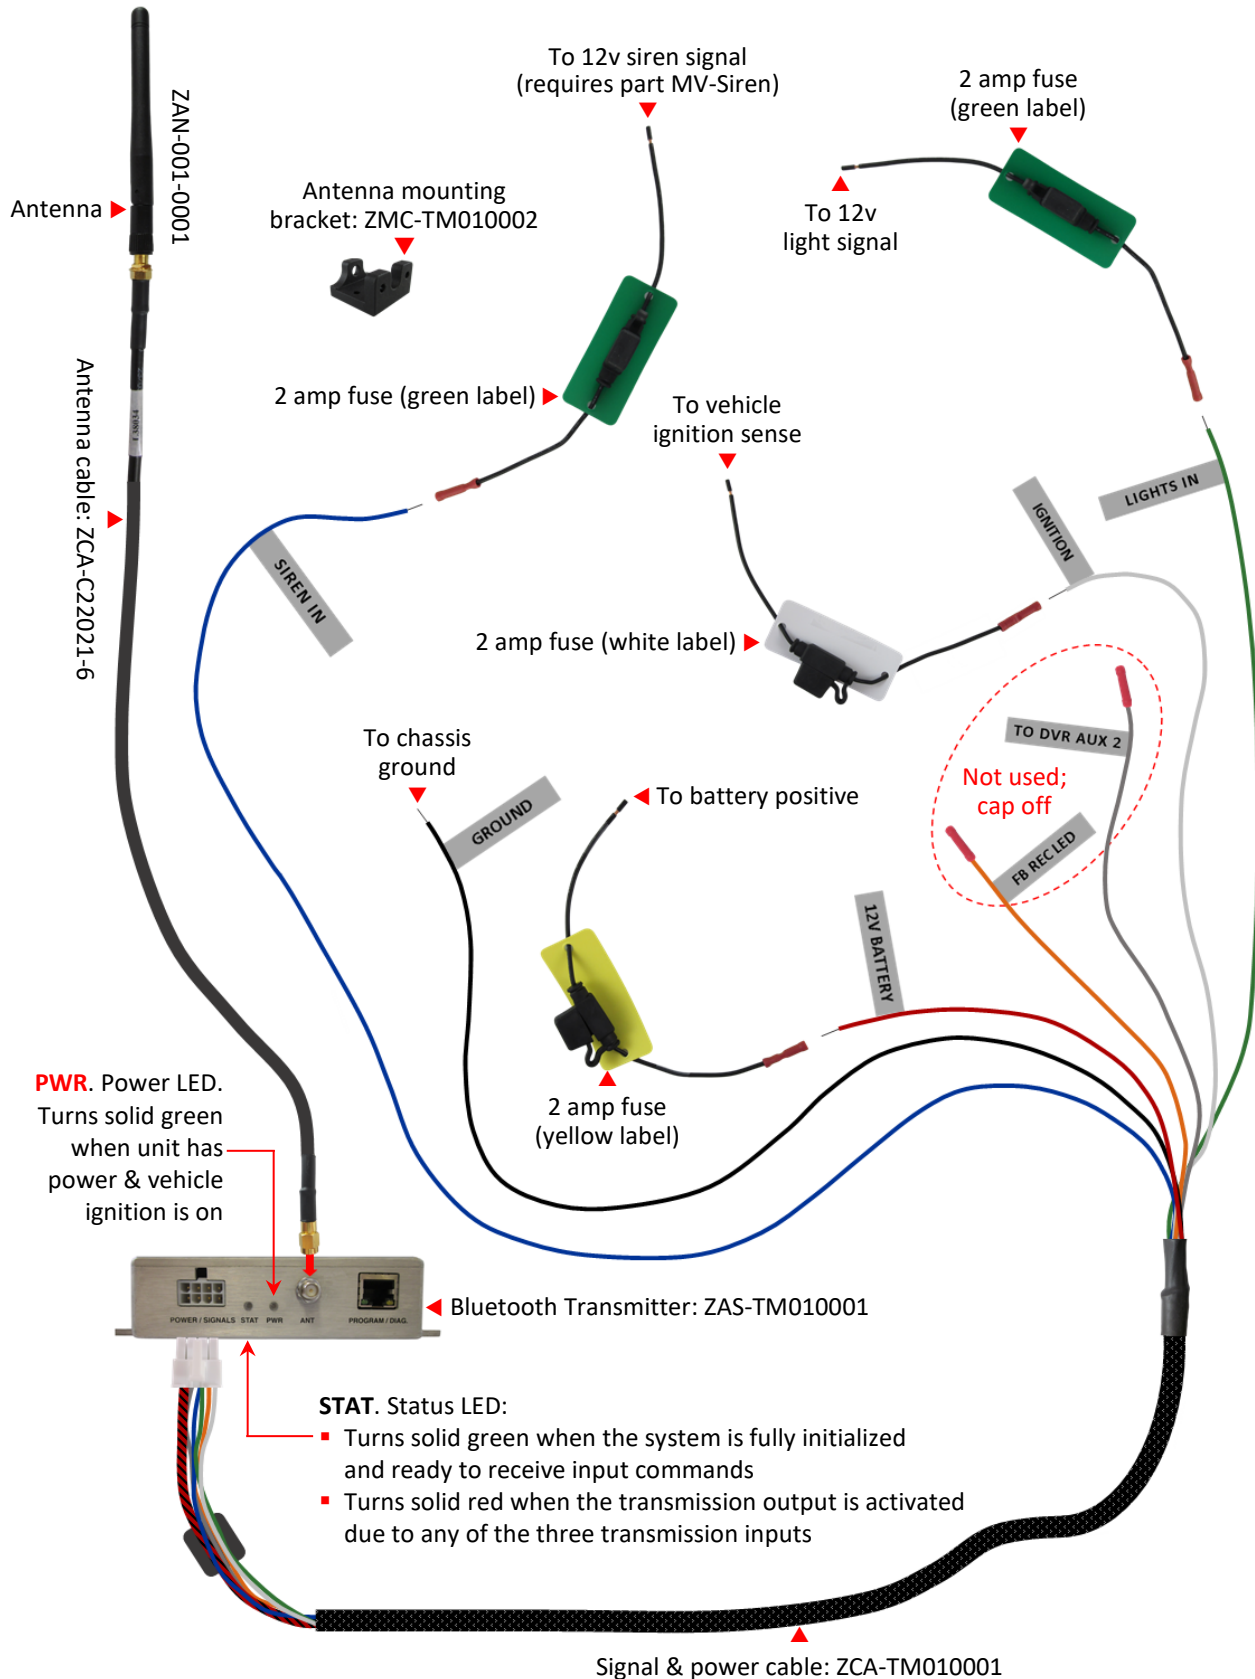 To 12v siren signal
(requires part MV-Siren)
2 amp fuse
(green label)
ZAN-001-0001
Antenna
Antenna mounting
bracket: ZMC-TM010002
To 12v
light signal
Antenna cable: ZCA-C22021-6
2 amp fuse (green label)
To vehicle
ignition sense
LIGHTS IN
IGNITION
SIREN IN
2 amp fuse (white label)
TO DVR AUX 2
To chassis
ground
Not used;
cap off
To battery positive
GROUND
FB REC LED
12V BATTERY
PWR. Power LED.
Turns solid green
when unit has
power & vehicle
ignition is on
2 amp fuse
(yellow label)
Bluetooth Transmitter: ZAS-TM010001
POWER / SIGNALS STAT PWR ANT PROGRAM / DIAG.
STAT. Status LED:
▪ Turns solid green when the system is fully initialized
and ready to receive input commands
▪ Turns solid red when the transmission output is activated
due to any of the three transmission inputs
Signal & power cable: ZCA-TM010001